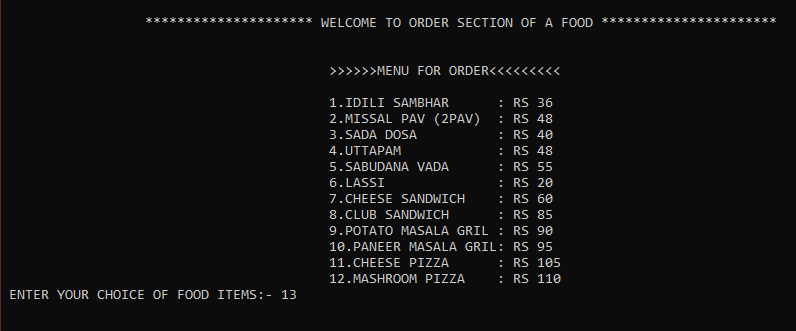 ********************* WELCOME TO ORDER SECTION OF A FOOD **********************
>>>>>>MENU FOR ORDER<<<<<<<<<
1.IDILI SAMBHAR      : RS 36
2.MISSAL PAV (2PAV)  : RS 48
3.SADA DOSA          : RS 40
4.UTTAPAM            : RS 48
5.SABUDANA VADA      : RS 55
6.LASSI              : RS 20
7.CHEESE SANDWICH    : RS 60
8.CLUB SANDWICH      : RS 85
9.POTATO MASALA GRIL : RS 90
10.PANEER MASALA GRIL: RS 95
11.CHEESE PIZZA      : RS 105
12.MASHROOM PIZZA    : RS 110
ENTER YOUR CHOICE OF FOOD ITEMS:- 13